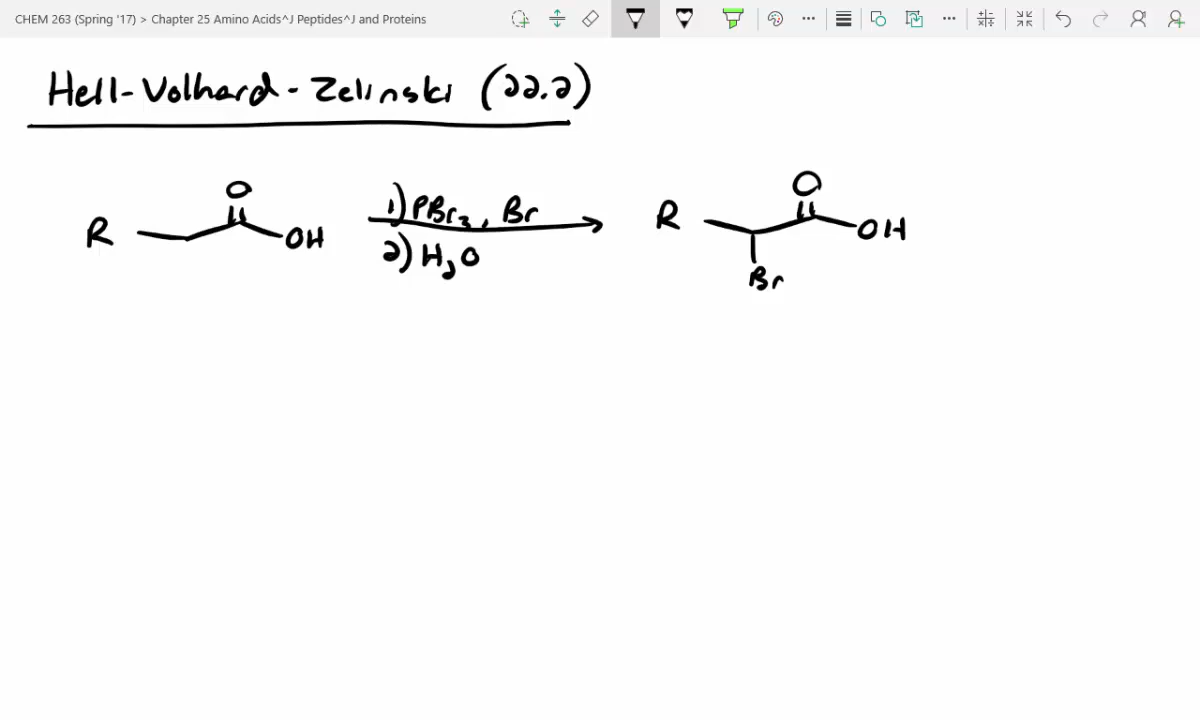 CHEM 263 (Spring '17) > Chapter 25 Amino Acids^J Peptides^J and Proteins
Hell-Volhard-Zelinski (22.2)
R O OH 1) PBr3, Br R O OH
2) H2O Br